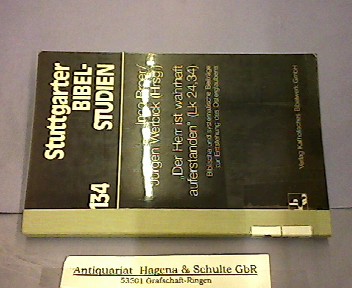 Stuttgarter
BIBEL-
STUDIEN
134
Ingo Broer/
Jürgen Werbick (Hrsg.)
„Der Herr ist wahrhaft
auferstanden“ (Lk 24,34)
Biblische und systematische Beiträge
zur Entstehung des Osterglaubens
Verlag Katholisches Bibelwerk GmbH
Antiquariat Hagena & Schulte GbR
53501 Grafschaft-Ringen